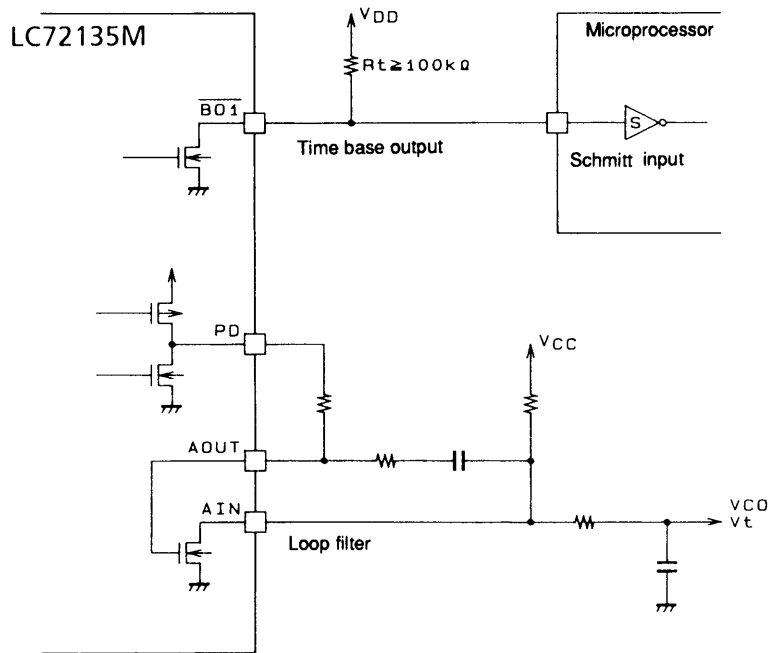 LC72135M
VDD
Rt≥100kΩ
Microprocessor
BO1
S
Time base output
Schmitt input
PD
VCC
AOUT
AIN
VCO
Vt
Loop filter